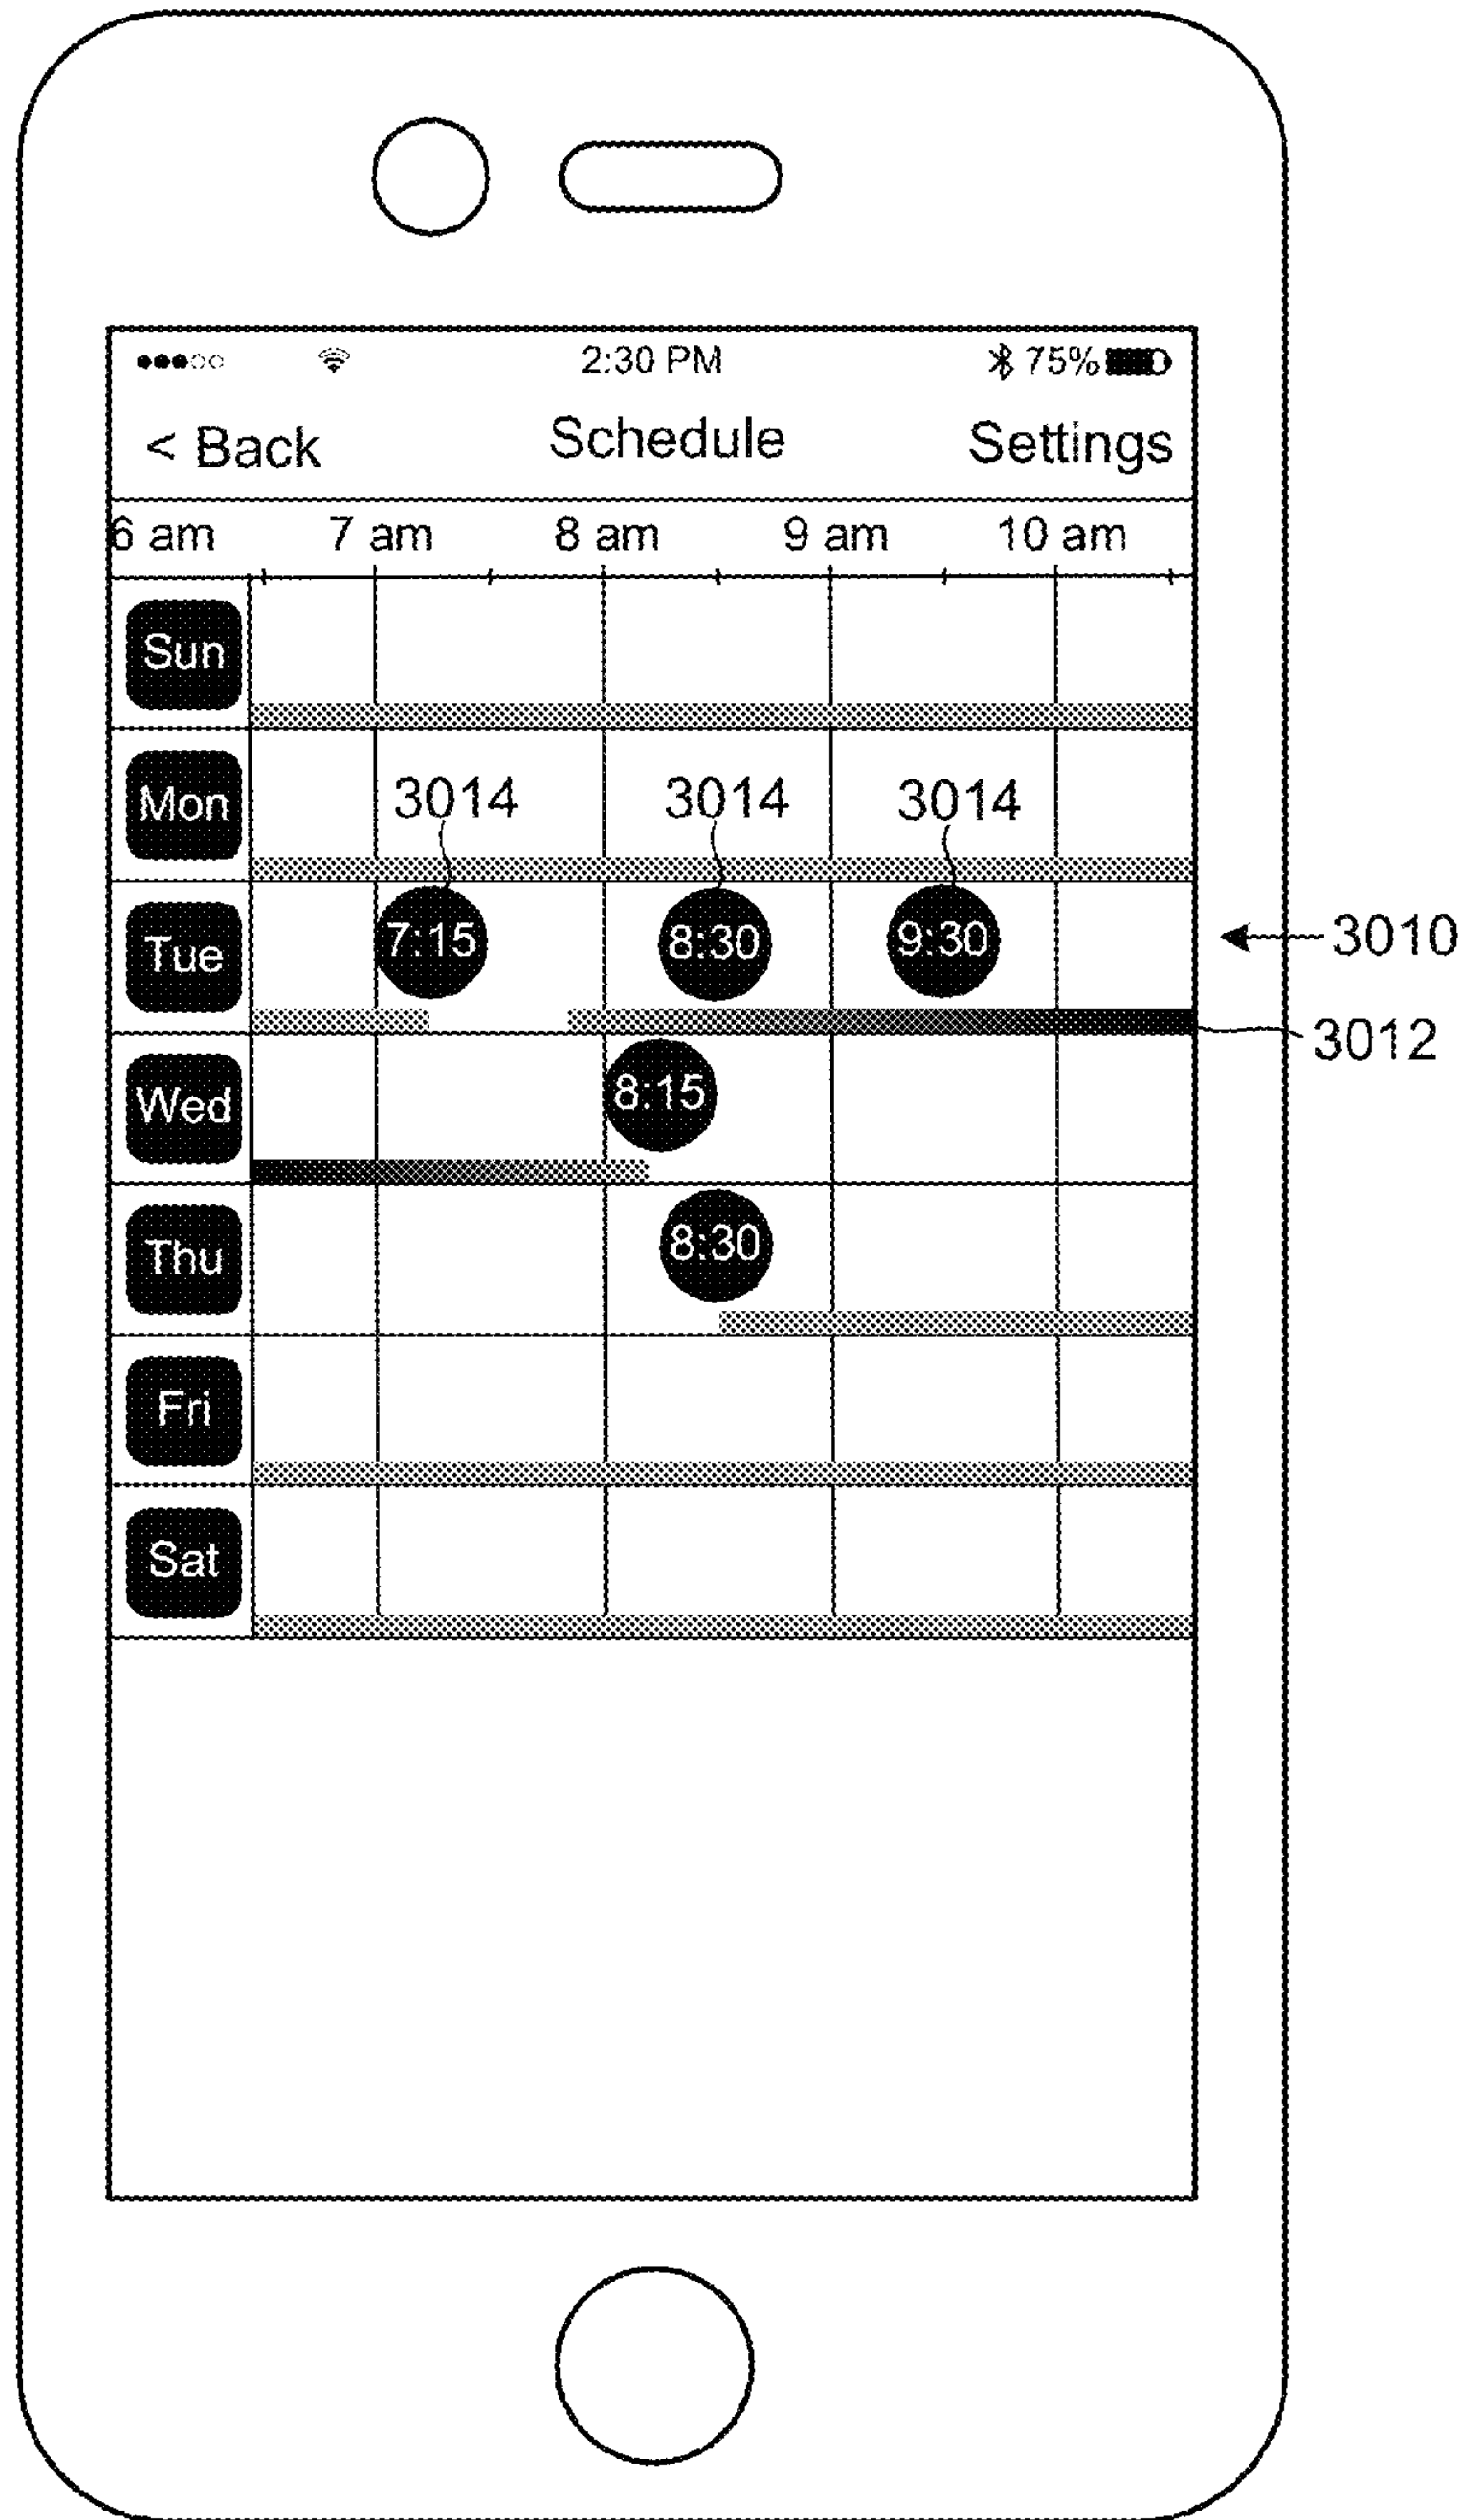 2:30 PM 75%
< Back Schedule Settings
6 am 7 am 8 am 9 am 10 am
Sun
Mon 3014 3014 3014
Tue 7:15 8:30 9:30 3010
3012
Wed 8:15
Thu 8:30
Fri
Sat